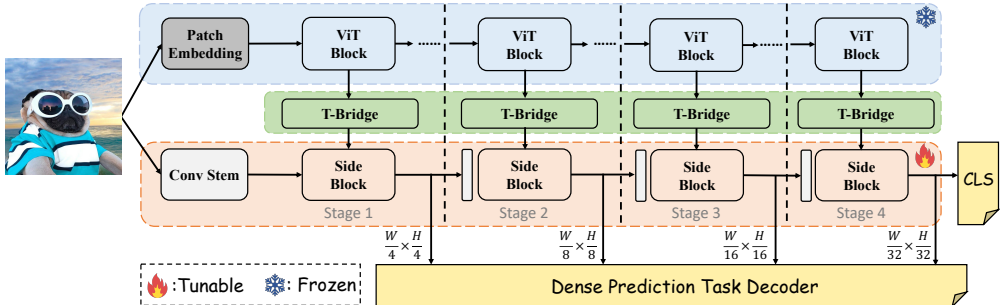 Patch Embedding
ViT Block
......
ViT Block
......
ViT Block
......
ViT Block
T-Bridge
T-Bridge
T-Bridge
T-Bridge
Conv Stem
Side Block
Side Block
Side Block
Side Block
CLS
Stage 1
Stage 2
Stage 3
Stage 4
W/4 × H/4
W/8 × H/8
W/16 × H/16
W/32 × H/32
:Tunable
: Frozen
Dense Prediction Task Decoder